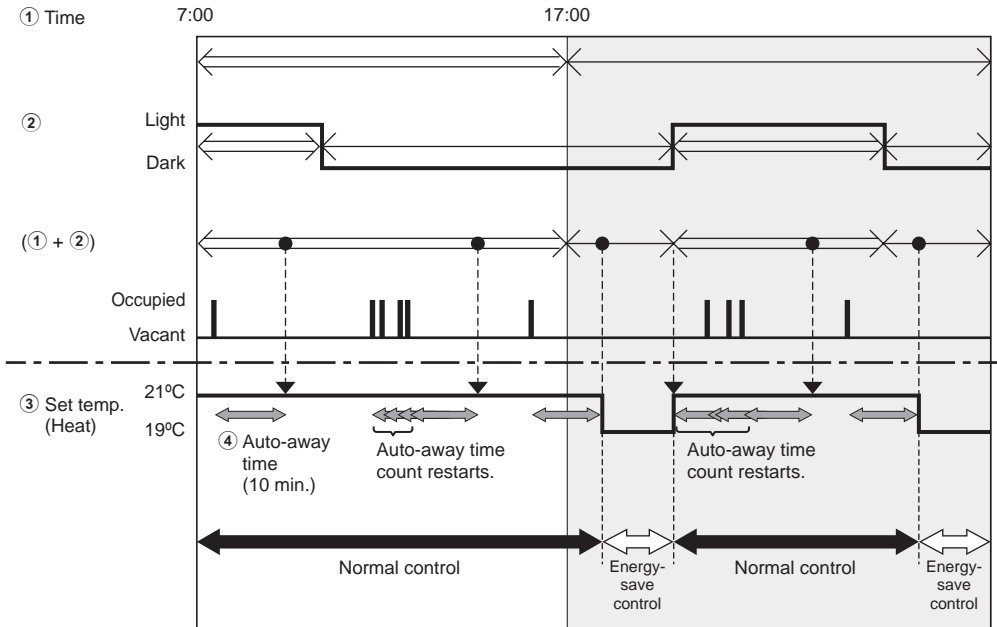 ① Time
7:00
17:00
②
Light
Dark
(① + ②)
Occupied
Vacant
③ Set temp.
(Heat)
21ºC
19ºC
④ Auto-away
time
(10 min.)
Auto-away time
count restarts.
Auto-away time
count restarts.
Normal control
Energy-
save
control
Normal control
Energy-
save
control